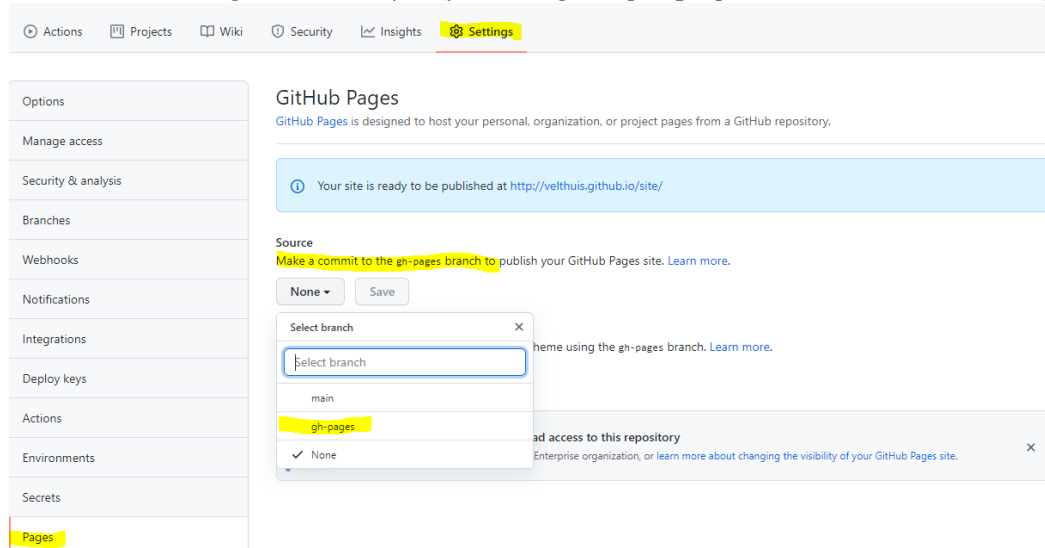 Actions Projects Wiki Security Insights Settings
Options
Manage access
Security & analysis
Branches
Webhooks
Notifications
Integrations
Deploy keys
Actions
Environments
Secrets
Pages
GitHub Pages
GitHub Pages is designed to host your personal, organization, or project pages from a GitHub repository.
Your site is ready to be published at http://velthuis.github.io/site/
Source
Make a commit to the gh-pages branch to publish your GitHub Pages site. Learn more.
None Save
Select branch
Select branch
main
gh-pages
None
heme using the gh-pages branch. Learn more.
ad access to this repository
Enterprise organization, or learn more about changing the visibility of your GitHub Pages site.